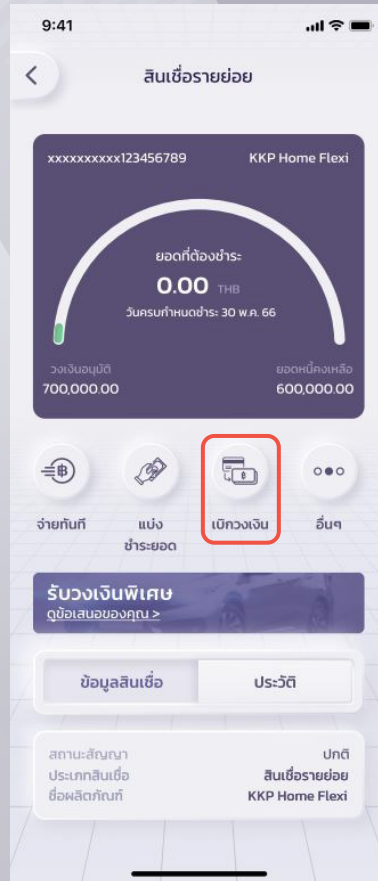 9:41
สินเชื่อรายย่อย
xxxxxxxxxx123456789 KKP Home Flexi
ยอดที่ต้องชำระ
0.00 THB
วันครบกำหนดชำระ 30 พ.ค. 66
วงเงินอนุมัติ ยอดหนี้คงเหลือ
700,000.00 600,000.00
จ่ายทันที แบ่ง เบิกวงเงิน อื่นๆ
ชำระยอด
รับวงเงินพิเศษ
ดูข้อเสนอของคุณ >
ข้อมูลสินเชื่อ ประวัติ
สถานะสัญญา ปกติ
ประเภทสินเชื่อ สินเชื่อรายย่อย
ชื่อผลิตภัณฑ์ KKP Home Flexi